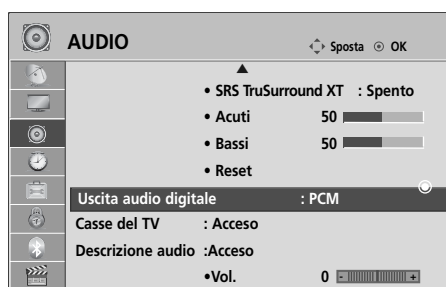 AUDIO
Sposta OK
• SRS TruSurround XT : Spento
• Acuti 50
• Bassi 50
• Reset
Uscita audio digitale : PCM
Casse del TV : Acceso
Descrizione audio :Acceso
•Vol. 0 - +